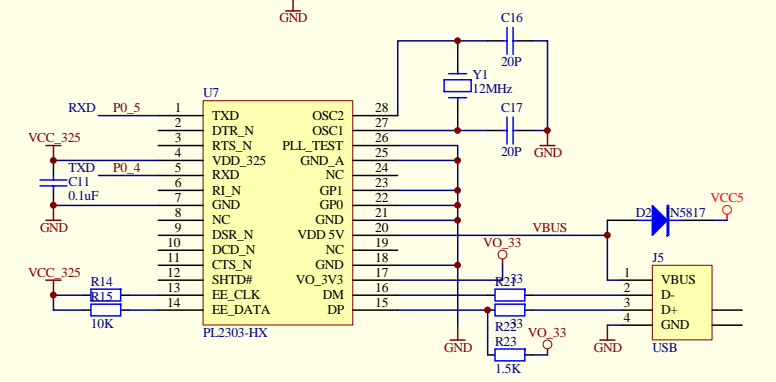 GND
C16
20P
Y1
12MHz
C17
20P
GND
U7
RXD P0_5 1 TXD OSC2 28
2 DTR_N OSC1 27
3 RTS_N PLL_TEST 26
VCC_325 4 VDD_325 GND_A 25
TXD P0_4 5 RXD NC 24
C11 6 RI_N GP1 23
0.1uF 7 GND GP0 22
GND
8 NC GND 21
9 DSR_N VDD 5V 20 VBUS
10 DCD_N NC 19
11 CTS_N GND 18
VCC_325 12 SHTD# VO_3V3 17 VO_33
R14 13 EE_CLK DM 16 R21 33
R15 14 EE_DATA DP 15 R22 33
10K
PL2303-HX
GND
R23
1.5K
VO_33
D2 N5817
VCC5
J5
1 VBUS
2 D-
3 D+
4 GND
USB
GND